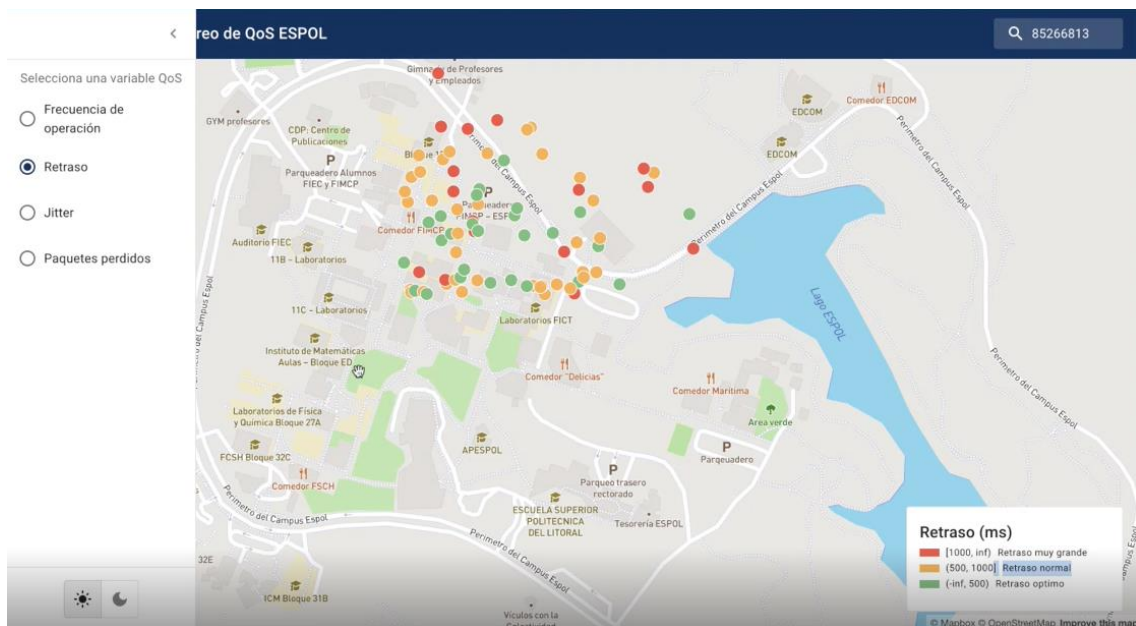 reo de QoS ESPOL
85266813
Selecciona una variable QoS
Frecuencia de
operación
Retraso
Jitter
Paquetes perdidos
Gimna de Profesores
y Empleados
GYM profesores
CDP: Centro de
Publicaciones
P
Parqueadero Alumnos
FIEC y FIMCP
P
Comedor FIMCP
Auditorio FIEC
11B - Laboratorios
11C - Laboratorios
Laboratorios FICT
Instituto de Matemáticas
Aulas - Bloque ED
Comedor "Delicias"
Comedor Marítima
Laboratorios de Física
y Química Bloque 27A
APESPOL
Area verde
FCSH Bloque 32C
Comedor FSCH
P
Parqueadero
P
Parqueo trasero
rectorado
ESCUELA SUPERIOR
POLITECNICA
DEL LITORAL
Tesorería ESPOL
32E
ICM Bloque 31B
Vículos con la
Colectividad
EDCOM
Comedor EDCOM
EDCOM
Perimetro del Campus Espol
Perimetro del Campus Espol
Perimetro del Campus Espol
Perimetro del Campus Espol
Perimetro del Campus Espol
Lago ESPOL
Retraso (ms)
[1000, inf) Retraso muy grande
(500, 1000] Retraso normal
(-inf, 500) Retraso optimo
© Mapbox © OpenStreetMap Improve this map